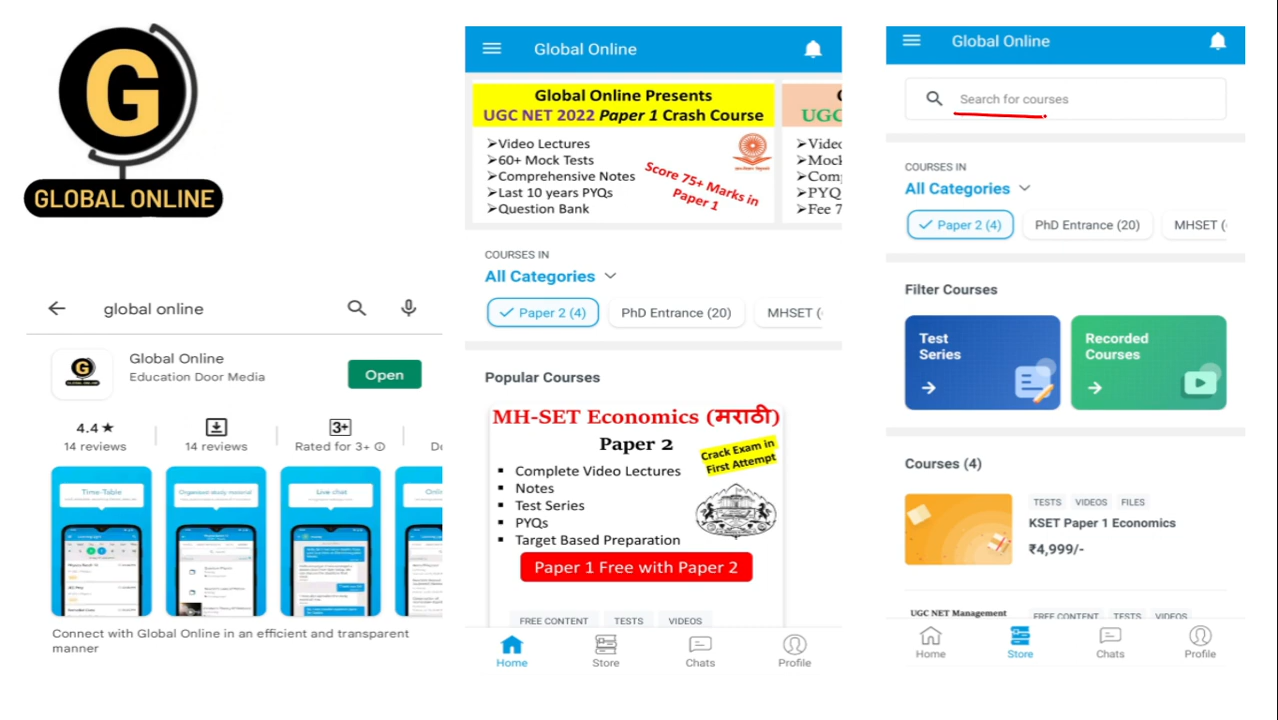 G
GLOBAL ONLINE
global online
Global Online
Education Door Media
Open
4.4★
14 reviews
14 reviews
3+
Rated for 3+
Time-Table
Organised study material
Live chat
Connect with Global Online in an efficient and transparent
manner
Global Online
Global Online Presents
UGC NET 2022 Paper 1 Crash Course
➢Video Lectures
➢60+ Mock Tests
➢Comprehensive Notes
➢Last 10 years PYQs
➢Question Bank
Score 75+ Marks in
Paper 1
UGC
COURSES IN
All Categories
Paper 2 (4)
PhD Entrance (20)
MHSET (
Popular Courses
MH-SET Economics (मराठी)
Paper 2
Crack Exam in
First Attempt
▪ Complete Video Lectures
▪ Notes
▪ Test Series
▪ PYQs
▪ Target Based Preparation
Paper 1 Free with Paper 2
FREE CONTENT TESTS VIDEOS
Home Store Chats Profile
Global Online
Search for courses
COURSES IN
All Categories
Paper 2 (4)
PhD Entrance (20)
MHSET (
Filter Courses
Test
Series
Recorded
Courses
Courses (4)
TESTS VIDEOS FILES
KSET Paper 1 Economics
₹4,999/-
UGC NET Management
FREE CONTENT TESTS VIDEOS
Home Store Chats Profile